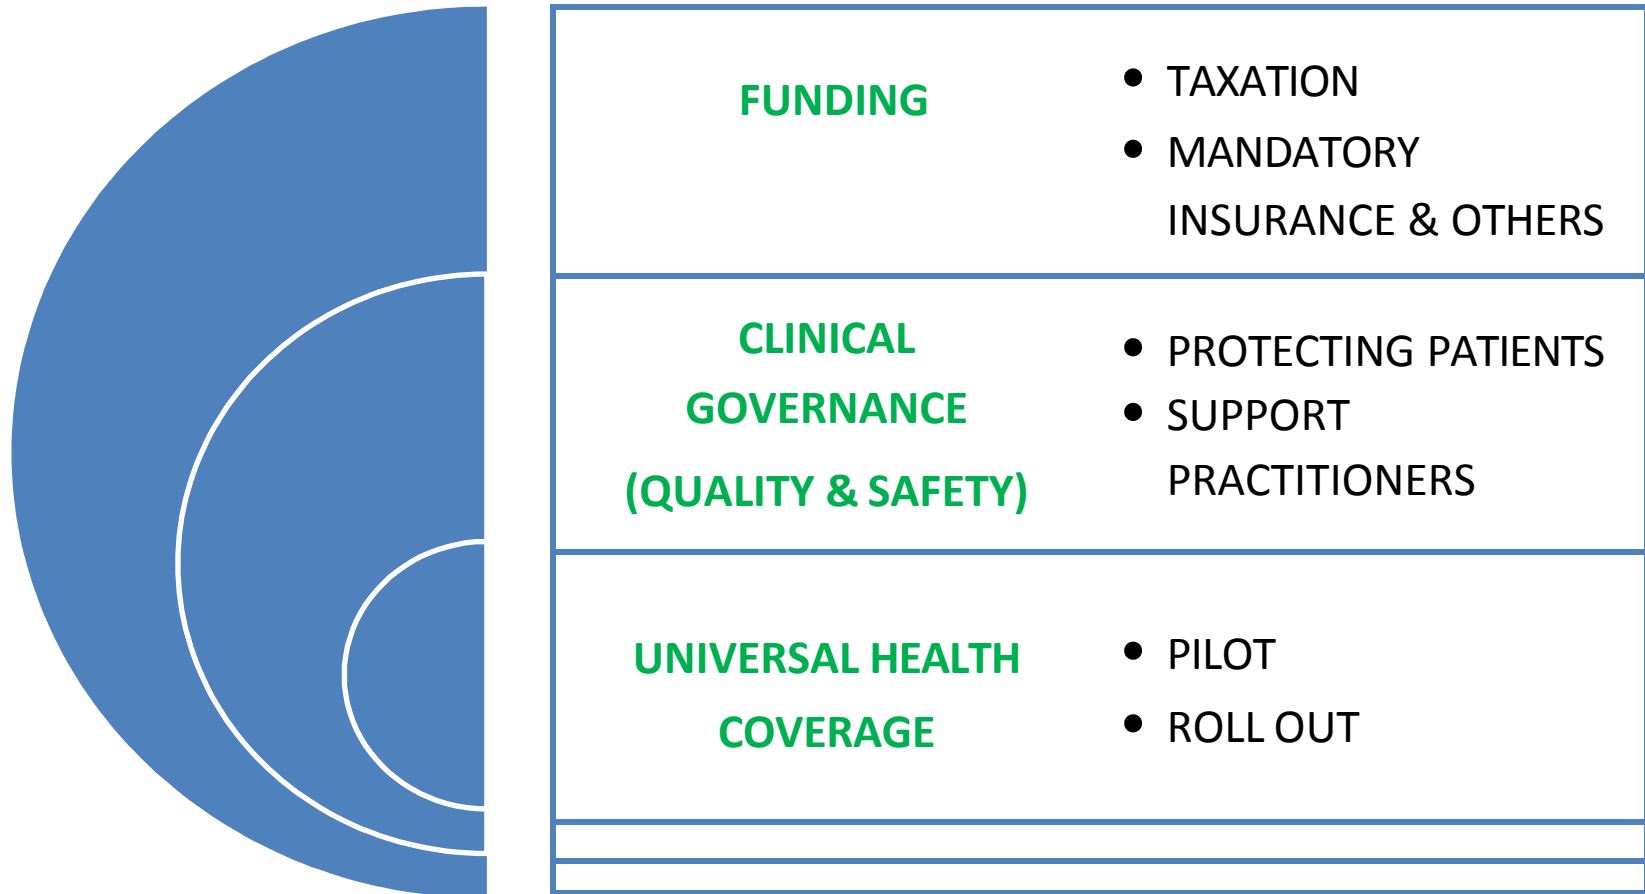 FUNDING
• TAXATION
• MANDATORY
INSURANCE & OTHERS
CLINICAL
GOVERNANCE
(QUALITY & SAFETY)
• PROTECTING PATIENTS
• SUPPORT
PRACTITIONERS
UNIVERSAL HEALTH
COVERAGE
• PILOT
• ROLL OUT